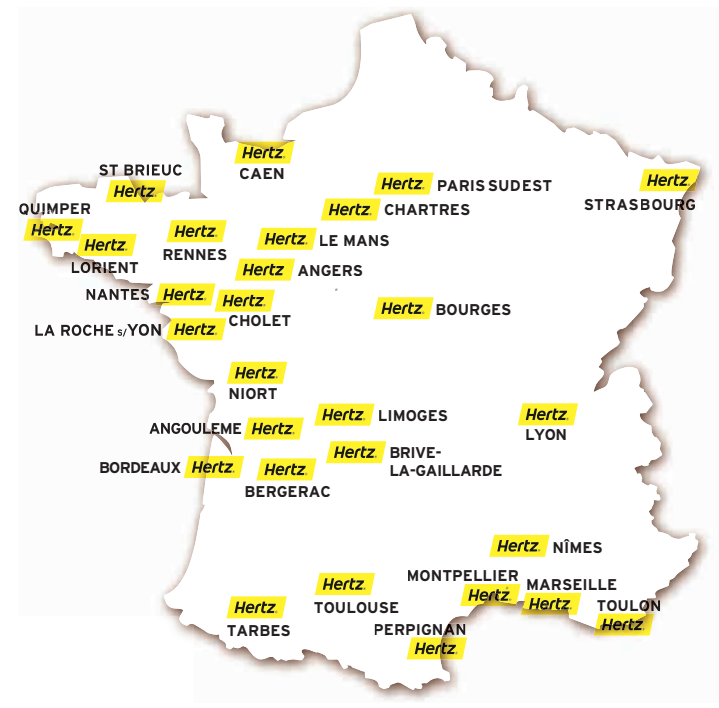 Hertz.
CAEN
ST BRIEUC
Hertz.
Hertz. PARIS SUD EST
Hertz.
STRASBOURG
QUIMPER
Hertz.
Hertz. CHARTRES
Hertz.
LORIENT
Hertz.
RENNES
Hertz. LE MANS
Hertz. ANGERS
NANTES Hertz.
Hertz.
CHOLET
Hertz. BOURGES
LA ROCHE s/YON Hertz.
Hertz.
NIORT
ANGOULEME Hertz.
Hertz. LIMOGES
Hertz.
LYON
BORDEAUX Hertz.
Hertz.
BERGERAC
Hertz. BRIVE-
LA-GAILLARDE
Hertz. NÎMES
MONTPELLIER
Hertz.
MARSEILLE
Hertz.
TOULON
Hertz.
Hertz.
TOULOUSE
Hertz.
TARBES
PERPIGNAN
Hertz.